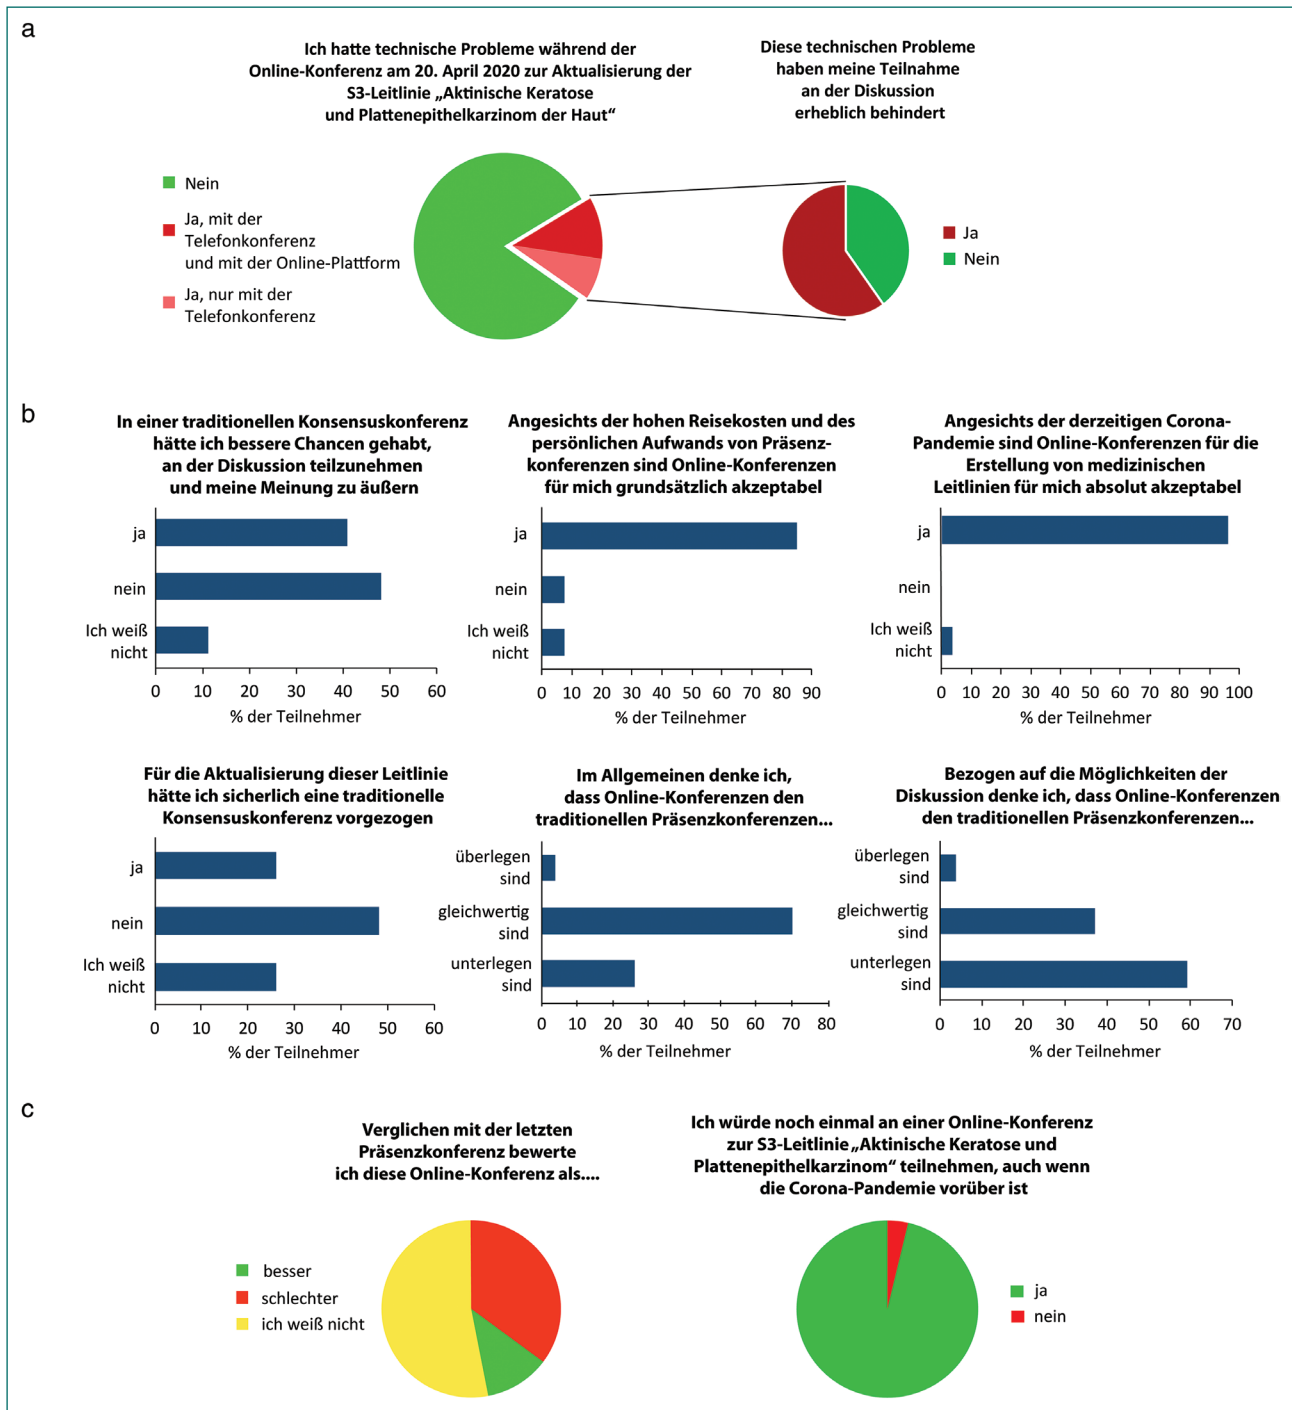 a
Ich hatte technische Probleme während der
Online-Konferenz am 20. April 2020 zur Aktualisierung der
S3-Leitlinie „Aktinische Keratose
und Plattenepithelkarzinom der Haut“
Diese technischen Probleme
haben meine Teilnahme
an der Diskussion
erheblich behindert
Nein
Ja, mit der
Telefonkonferenz
und mit der Online-Plattform
Ja, nur mit der
Telefonkonferenz
Ja
Nein
b
In einer traditionellen Konsensuskonferenz
hätte ich bessere Chancen gehabt,
an der Diskussion teilzunehmen
und meine Meinung zu äußern
ja
nein
Ich weiß
nicht
0 10 20 30 40 50 60
% der Teilnehmer
Angesichts der hohen Reisekosten und des
persönlichen Aufwands von Präsenz-
konferenzen sind Online-Konferenzen
für mich grundsätzlich akzeptabel
ja
nein
Ich weiß
nicht
0 10 20 30 40 50 60 70 80 90
% der Teilnehmer
Angesichts der derzeitigen Corona-
Pandemie sind Online-Konferenzen für die
Erstellung von medizinischen
Leitlinien für mich absolut akzeptabel
ja
nein
Ich weiß
nicht
0 10 20 30 40 50 60 70 80 90 100
% der Teilnehmer
Für die Aktualisierung dieser Leitlinie
hätte ich sicherlich eine traditionelle
Konsensuskonferenz vorgezogen
ja
nein
Ich weiß
nicht
0 10 20 30 40 50 60
% der Teilnehmer
Im Allgemeinen denke ich,
dass Online-Konferenzen den
traditionellen Präsenzkonferenzen...
überlegen
sind
gleichwertig
sind
unterlegen
sind
0 10 20 30 40 50 60 70 80
% der Teilnehmer
Bezogen auf die Möglichkeiten der
Diskussion denke ich, dass Online-Konferenzen
den traditionellen Präsenzkonferenzen...
überlegen
sind
gleichwertig
sind
unterlegen
sind
0 10 20 30 40 50 60 70
% der Teilnehmer
c
Verglichen mit der letzten
Präsenzkonferenz bewerte
ich diese Online-Konferenz als....
besser
schlechter
ich weiß nicht
Ich würde noch einmal an einer Online-Konferenz
zur S3-Leitlinie „Aktinische Keratose und
Plattenepithelkarzinom“ teilnehmen, auch wenn
die Corona-Pandemie vorüber ist
ja
nein